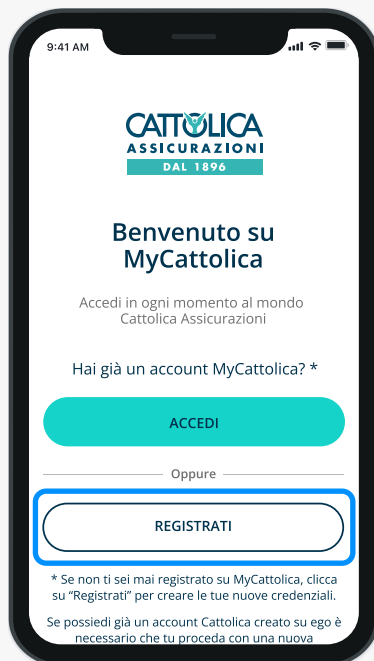 9:41 AM
CATTOLICA
ASSICURAZIONI
DAL 1896
Benvenuto su
MyCattolica
Accedi in ogni momento al mondo
Cattolica Assicurazioni
Hai già un account MyCattolica? *
ACCEDI
Oppure
REGISTRATI
* Se non ti sei mai registrato su MyCattolica, clicca
su “Registrati” per creare le tue nuove credenziali.
Se possiedi già un account Cattolica creato su ego è
necessario che tu proceda con una nuova